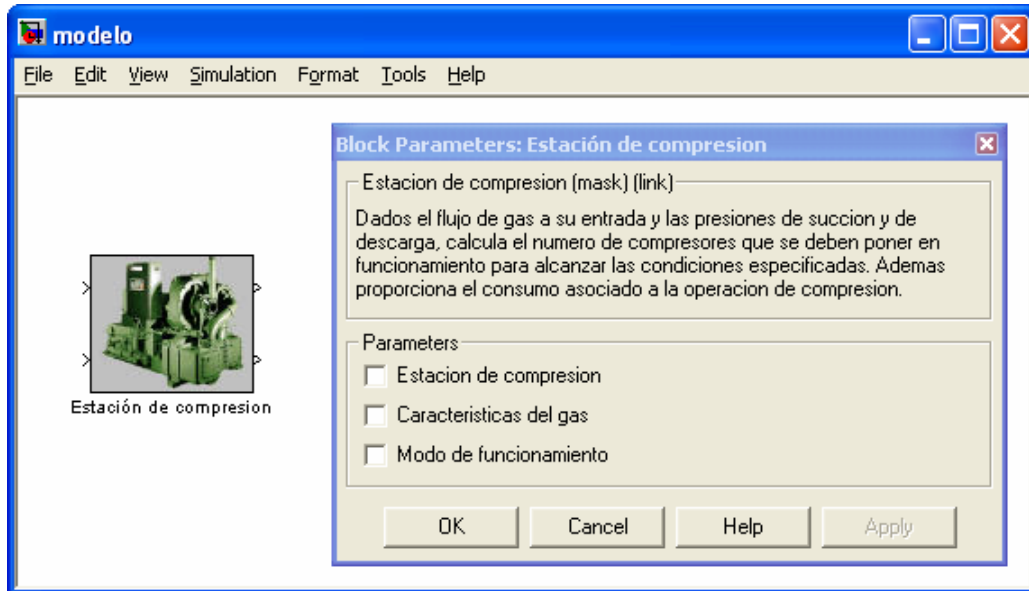 modelo
File Edit View Simulation Format Tools Help
Block Parameters: Estación de compresion
Estacion de compresion (mask) (link)
Dados el flujo de gas a su entrada y las presiones de succion y de
descarga, calcula el numero de compresores que se deben poner en
funcionamiento para alcanzar las condiciones especificadas. Ademas
proporciona el consumo asociado a la operacion de compresion.
Parameters
Estacion de compresion
Caracteristicas del gas
Modo de funcionamiento
OK Cancel Help Apply
Estación de compresion